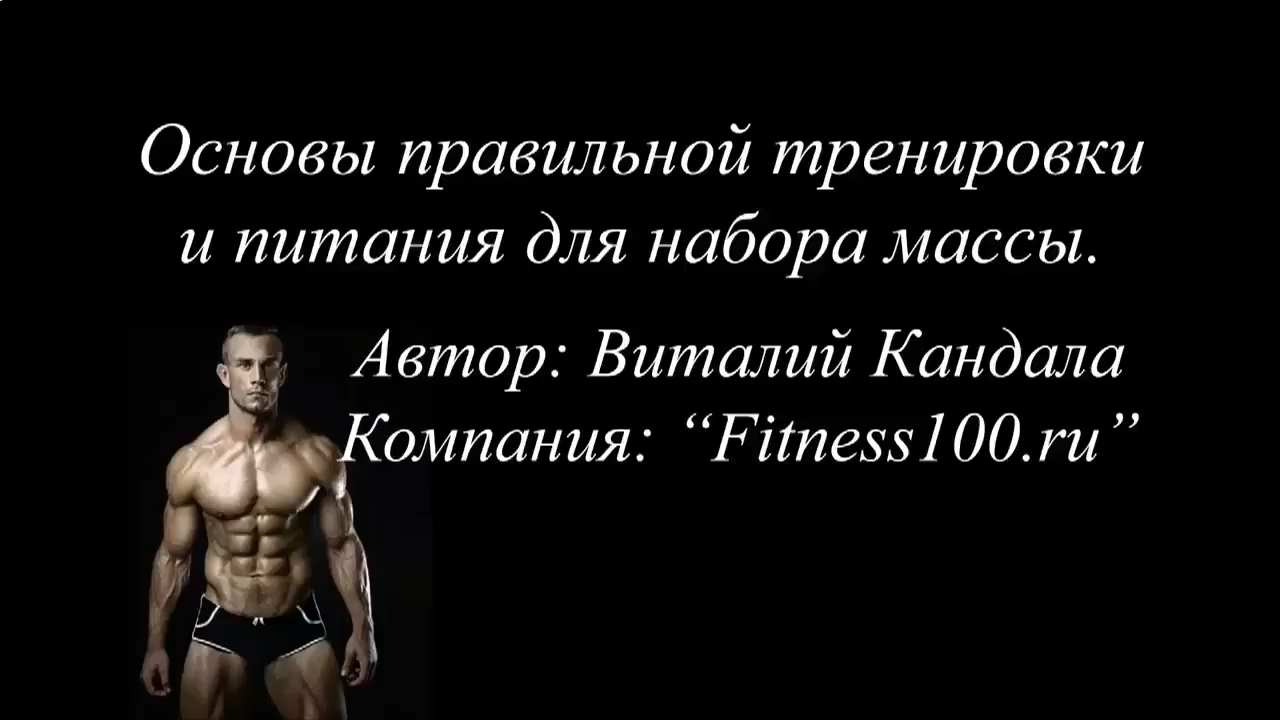 Основы правильной тренировки
и питания для набора массы.
Автор: Виталий Кандала
Компания: “Fitness100.ru”